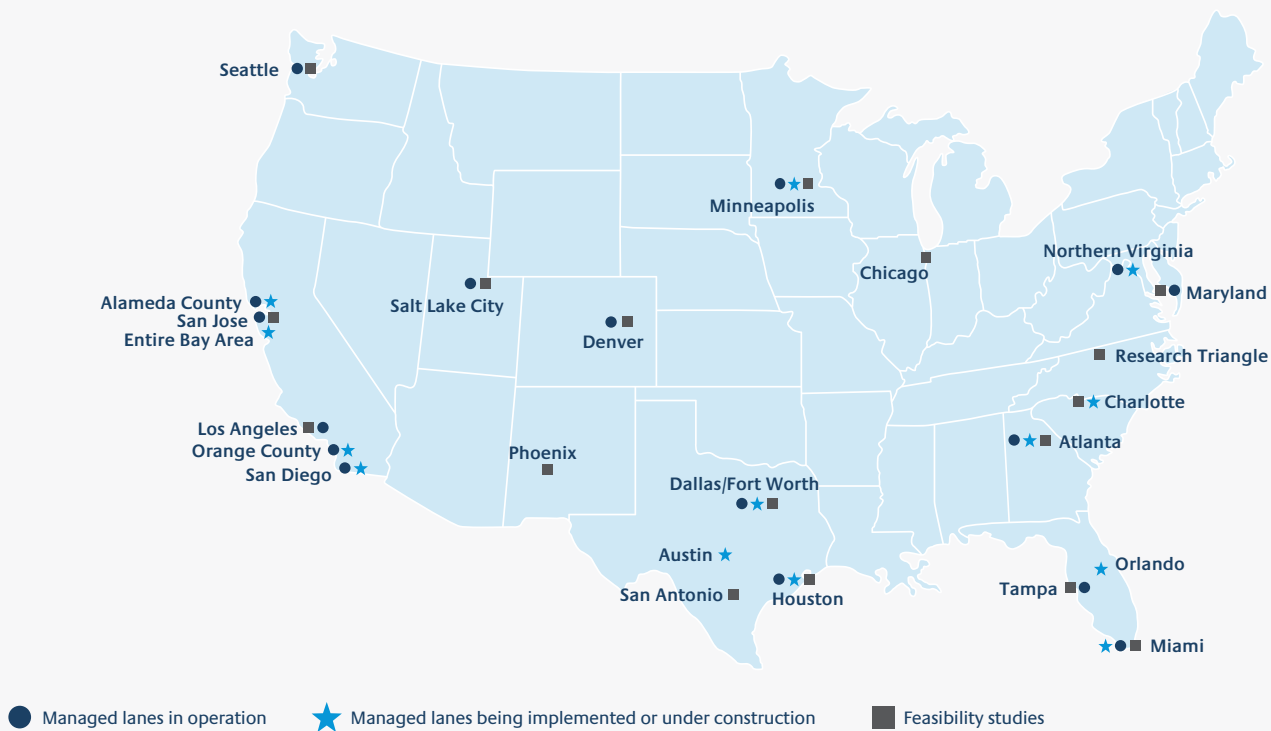 Seattle
Minneapolis
Northern Virginia
Chicago
Maryland
Alameda County
Salt Lake City
San Jose
Entire Bay Area
Denver
Research Triangle
Charlotte
Los Angeles
Orange County
San Diego
Phoenix
Atlanta
Dallas/Fort Worth
Austin
Orlando
San Antonio
Houston
Tampa
Miami
Managed lanes in operation
Managed lanes being implemented or under construction
Feasibility studies